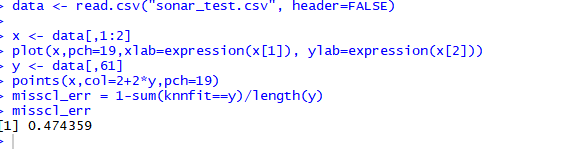 > data <- read.csv("sonar_test.csv", header=FALSE)
>
> x <- data[,1:2]
> plot(x,pch=19,xlab=expression(x[1]), ylab=expression(x[2]))
> y <- data[,61]
> points(x,col=2+2*y,pch=19)
> misscl_err = 1-sum(knnfit==y)/length(y)
> misscl_err
[1] 0.474359
>